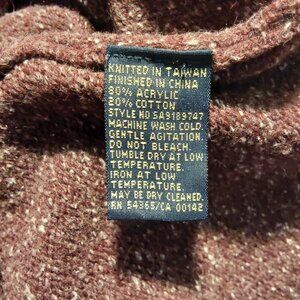 KNITTED IN TAIWAN
FINISHED IN CHINA
80% ACRYLIC
20% COTTON
STYLE NO SA9189747
MACHINE WASH COLD.
GENTLE AGITATION.
DO NOT BLEACH.
TUMBLE DRY AT LOW
TEMPERATURE.
IRON AT LOW
TEMPERATURE.
MAY BE DRY CLEANED.
RN 54365/CA 00142